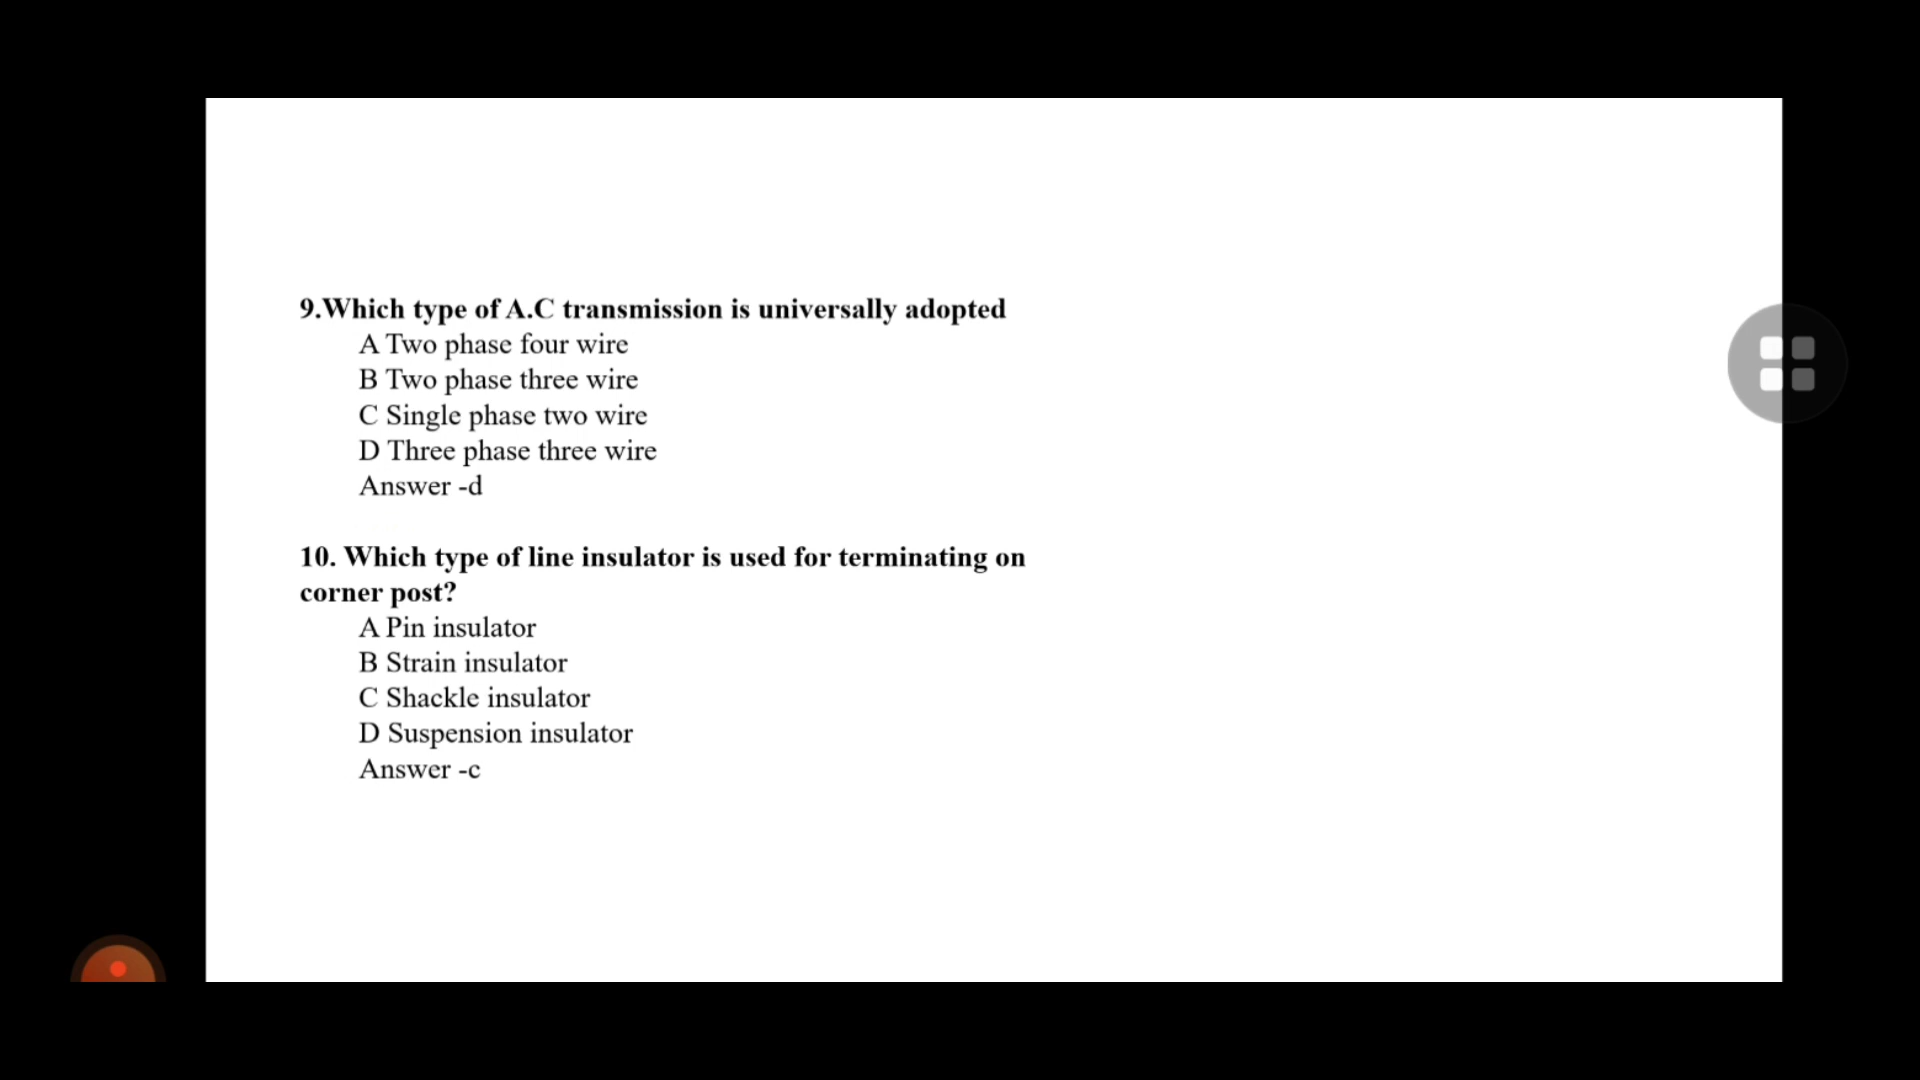 9.Which type of A.C transmission is universally adopted
A Two phase four wire
B Two phase three wire
C Single phase two wire
D Three phase three wire
Answer -d
10. Which type of line insulator is used for terminating on
corner post?
A Pin insulator
B Strain insulator
C Shackle insulator
D Suspension insulator
Answer -c